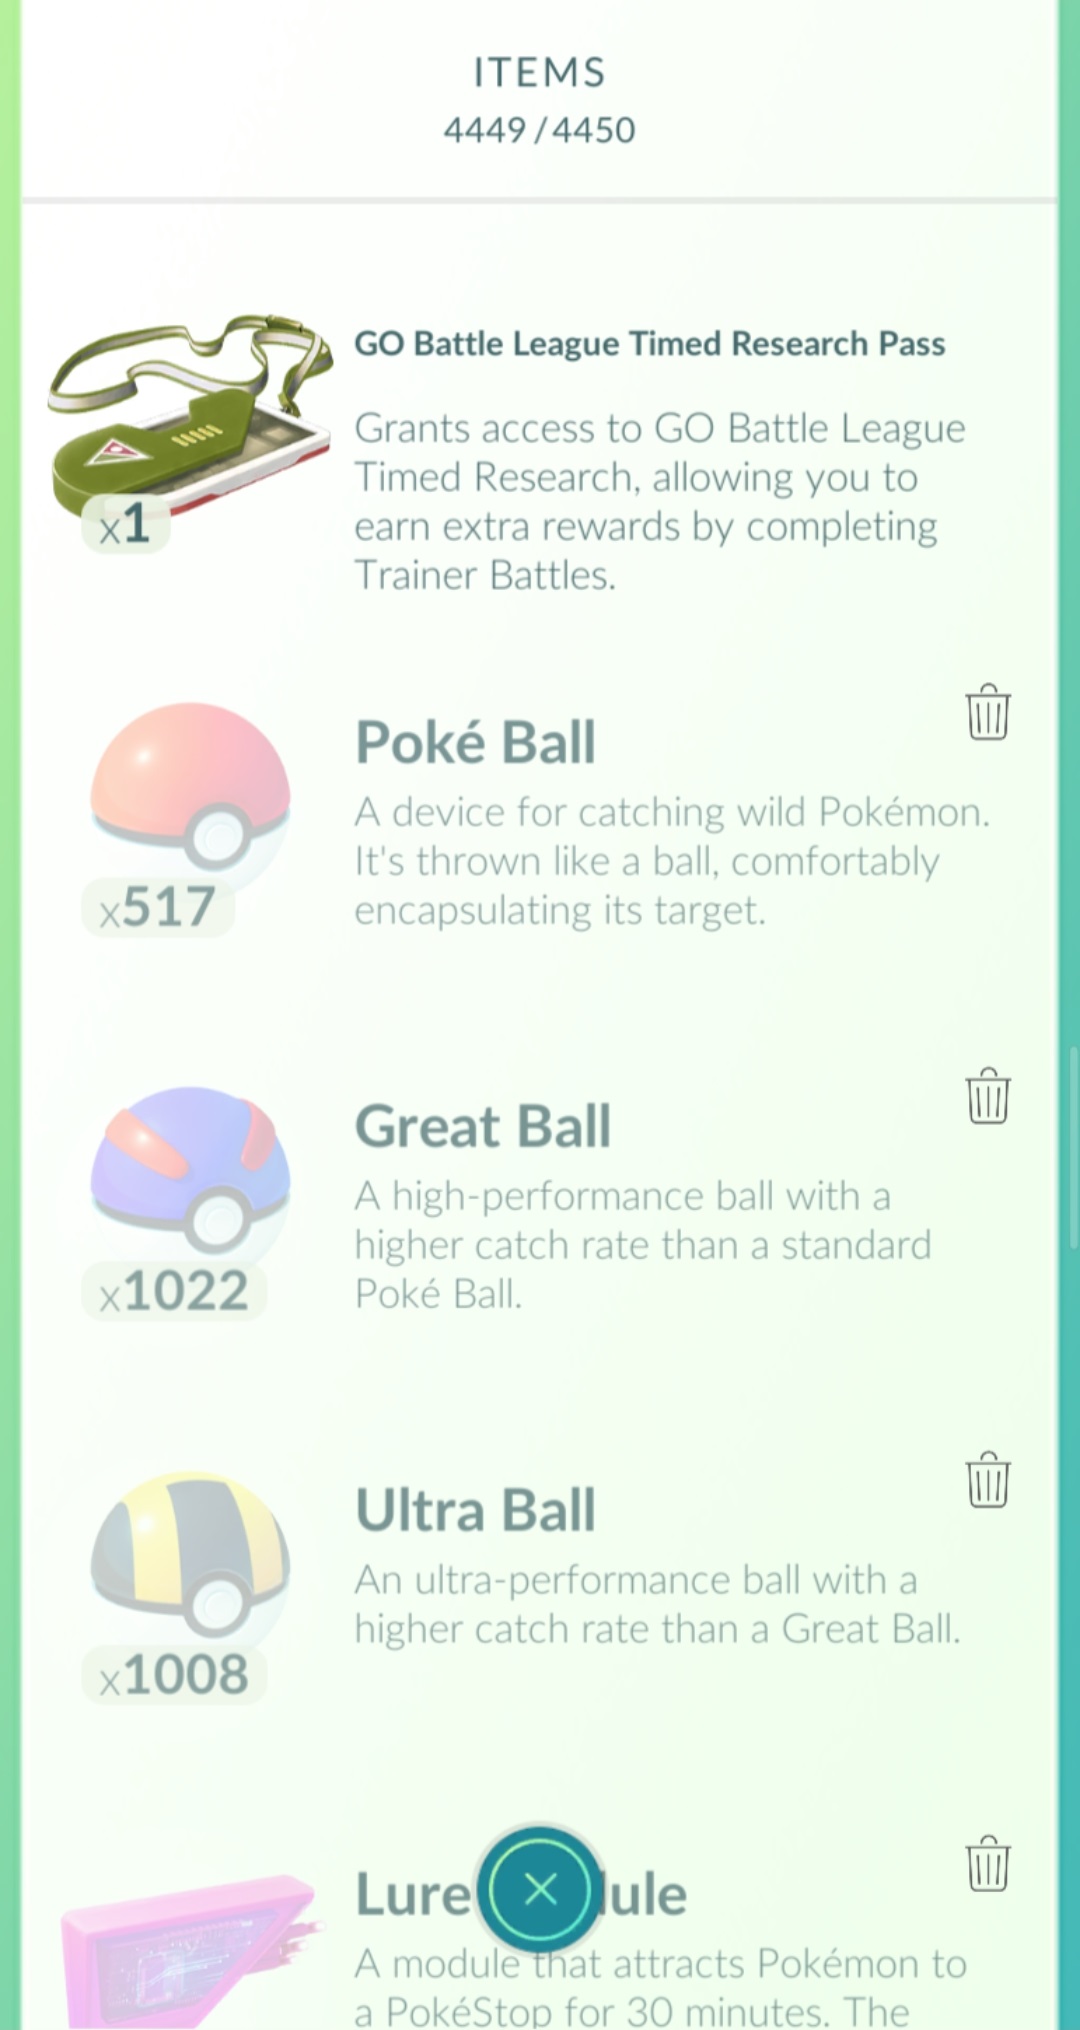 ITEMS
4449 / 4450
GO Battle League Timed Research Pass
Grants access to GO Battle League
Timed Research, allowing you to
earn extra rewards by completing
Trainer Battles.
x1
Poké Ball
A device for catching wild Pokémon.
It's thrown like a ball, comfortably
encapsulating its target.
x517
Great Ball
A high-performance ball with a
higher catch rate than a standard
Poké Ball.
x1022
Ultra Ball
An ultra-performance ball with a
higher catch rate than a Great Ball.
x1008
Lure
A module that attracts Pokémon to
a PokéStop for 30 minutes. The